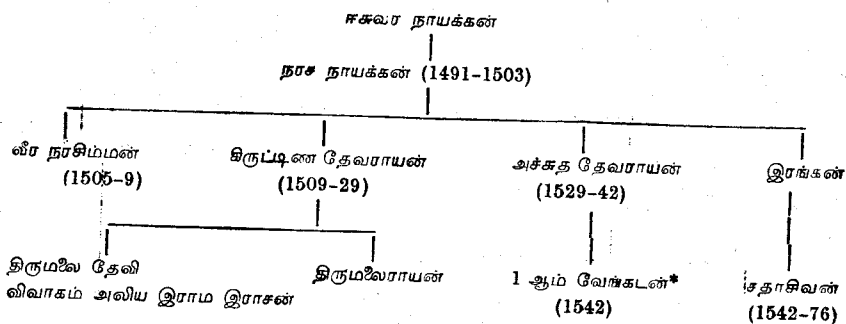 ஈசுவர நாயக்கன்
நரச நாயக்கன் (1491-1503)
வீர நரசிம்மன் கிருட்டிண தேவராயன் அச்சுத தேவராயன் இரங்கன்
(1505-9) (1509-29) (1529-42)
திருமலை தேவி திருமலைராயன் 1 ஆம் வேங்கடன்* சதாசிவன்
விவாகம் அலிய இராம இராசன் (1542) (1542-76)